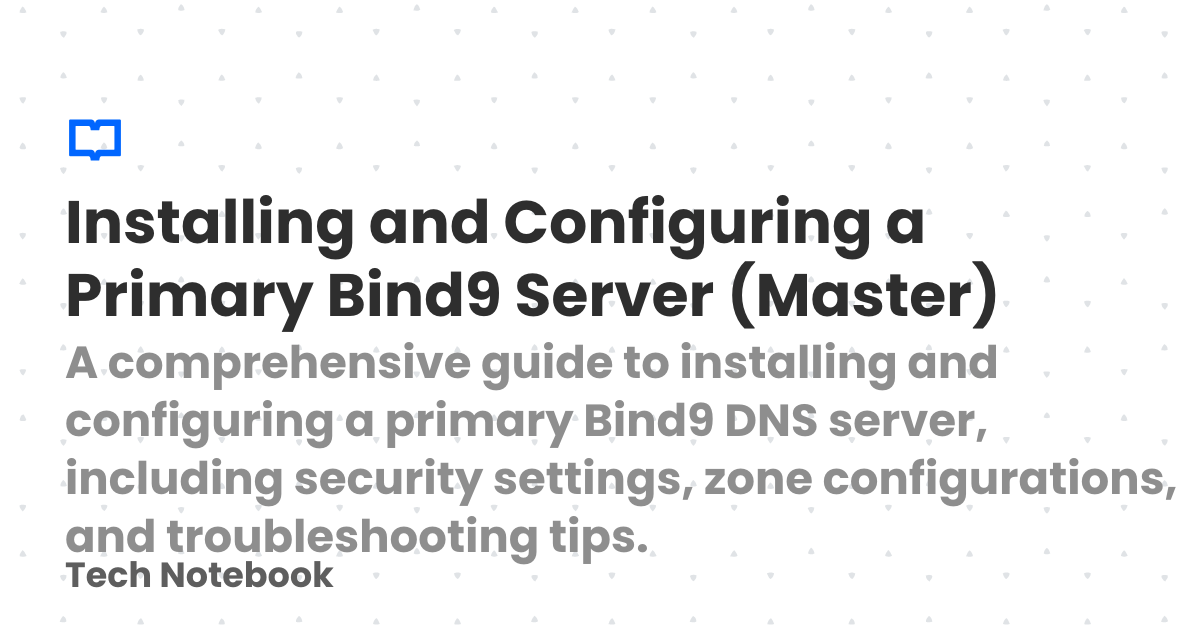 Installing and Configuring a
Primary Bind9 Server (Master)
A comprehensive guide to installing and
configuring a primary Bind9 DNS server,
including security settings, zone configurations,
and troubleshooting tips.
Tech Notebook